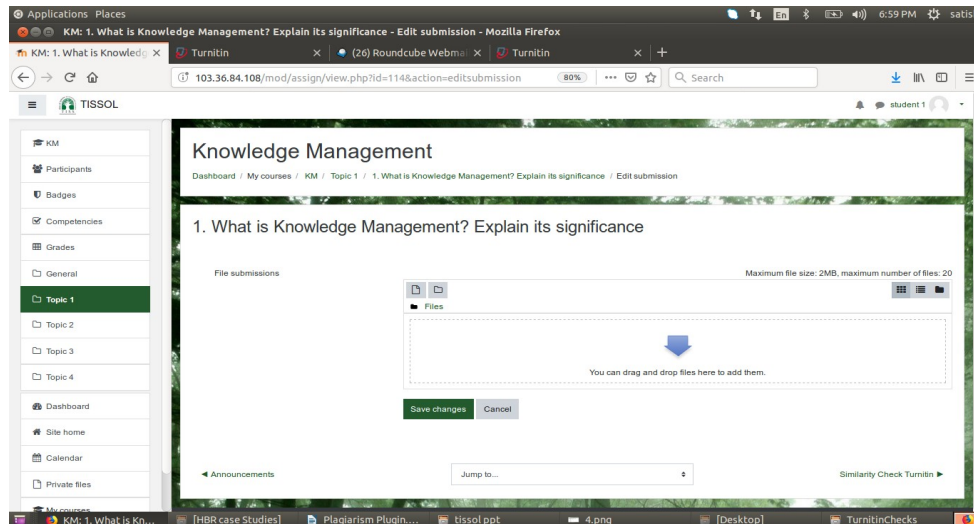 Applications Places
En
6:59 PM
satis
KM: 1. What is Knowledge Management? Explain its significance - Edit submission - Mozilla Firefox
KM: 1. What is Knowledg
Turnitin
(26) Roundcube Webmai
Turnitin
103.36.84.108/mod/assign/view.php?id=114&action=editsubmission
80%
Search
TISSOL
student 1
KM
Participants
Badges
Competencies
Grades
General
Topic 1
Topic 2
Topic 3
Topic 4
Dashboard
Site home
Calendar
Private files
My courses
Knowledge Management
Dashboard / My courses / KM / Topic 1 / 1. What is Knowledge Management? Explain its significance / Edit submission
1. What is Knowledge Management? Explain its significance
File submissions
Maximum file size: 2MB, maximum number of files: 20
Files
You can drag and drop files here to add them.
Save changes
Cancel
◄ Announcements
Jump to...
Similarity Check Turnitin ►
KM: 1. What is Kn...
[HBR case Studies]
Plagiarism Plugin....
tissol ppt
4.png
[Desktop]
TurnitinChecks